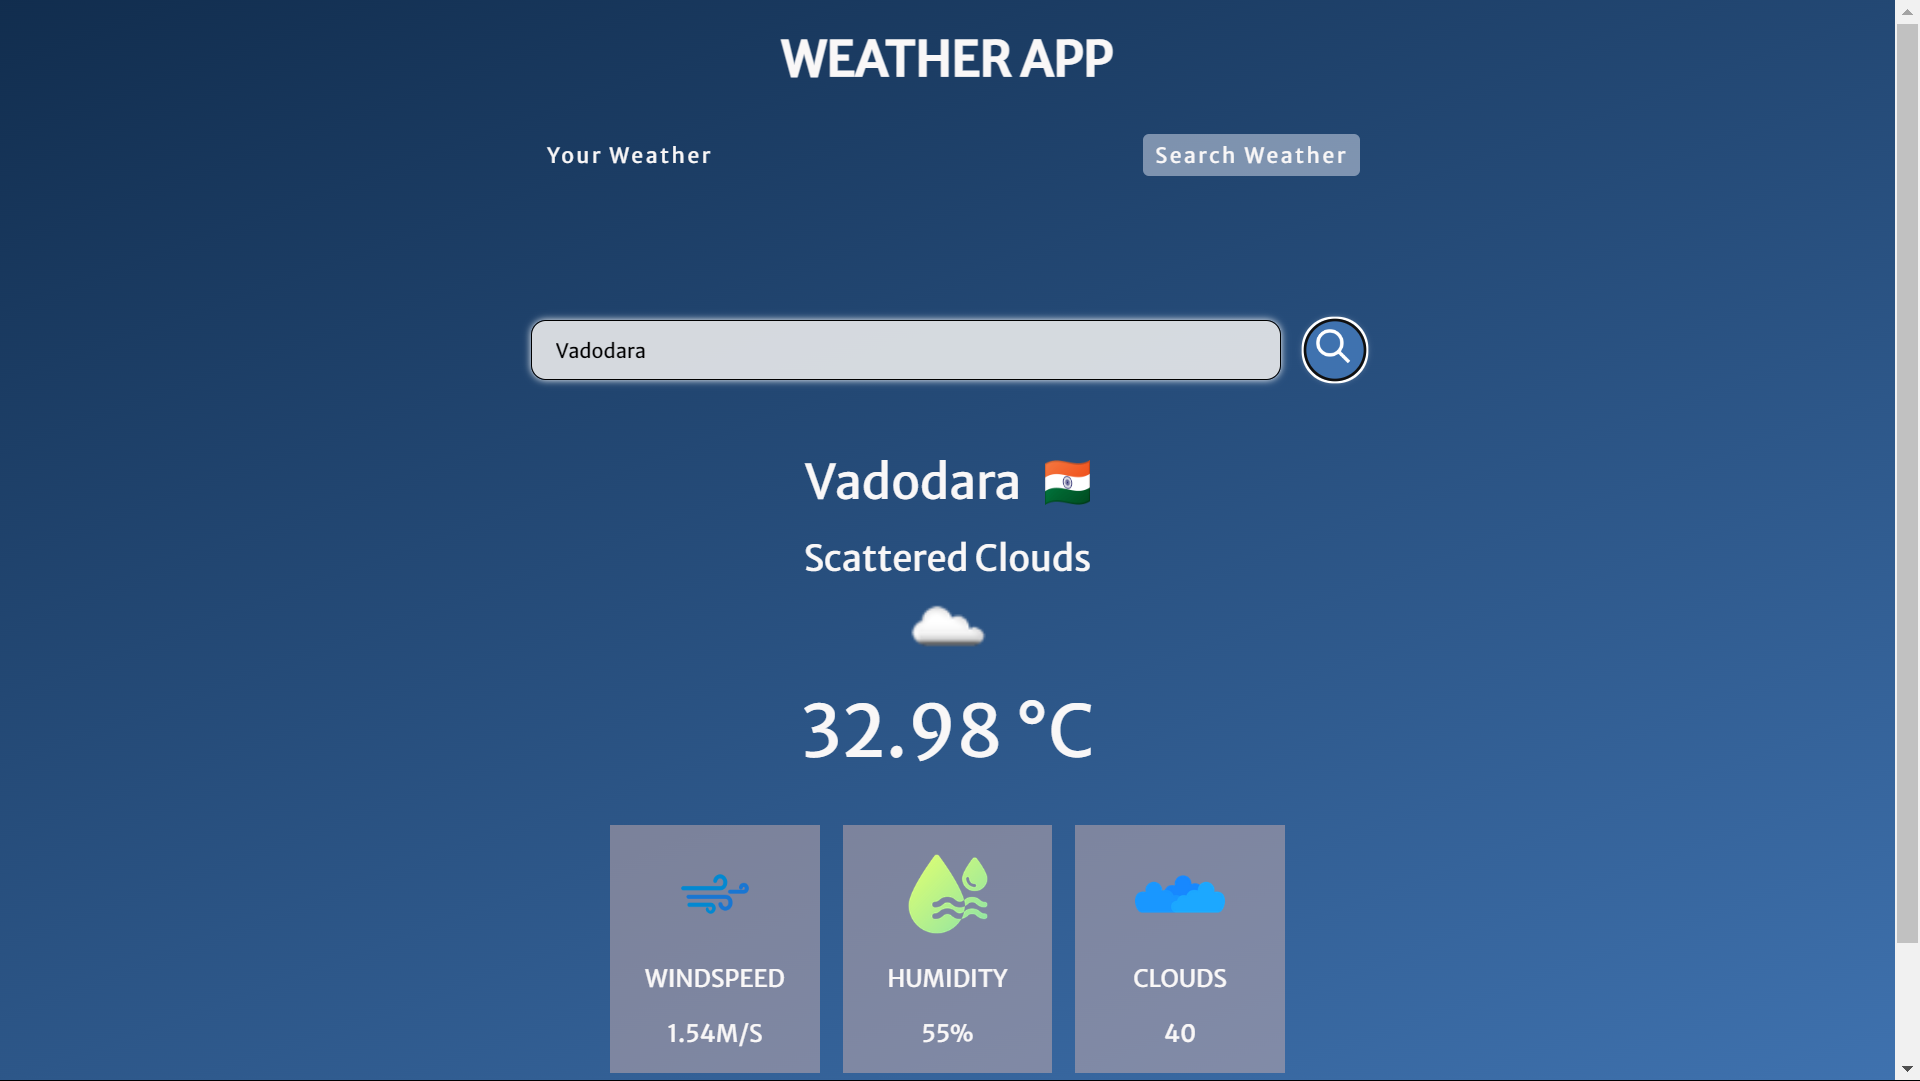 WEATHER APP
Your Weather
Search Weather
Vadodara
Vadodara
Scattered Clouds
32.98 °C
WINDSPEED
1.54M/S
HUMIDITY
55%
CLOUDS
40